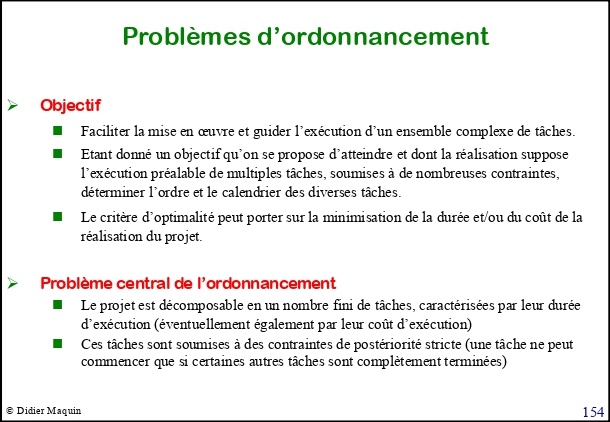 Problèmes d’ordonnancement
Objectif
Faciliter la mise en œuvre et guider l’exécution d’un ensemble complexe de tâches.
Etant donné un objectif qu’on se propose d’atteindre et dont la réalisation suppose
l’exécution préalable de multiples tâches, soumises à de nombreuses contraintes,
déterminer l’ordre et le calendrier des diverses tâches.
Le critère d’optimalité peut porter sur la minimisation de la durée et/ou du coût de la
réalisation du projet.
Problème central de l’ordonnancement
Le projet est décomposable en un nombre fini de tâches, caractérisées par leur durée
d’exécution (éventuellement également par leur coût d’exécution)
Ces tâches sont soumises à des contraintes de postériorité stricte (une tâche ne peut
commencer que si certaines autres tâches sont complètement terminées)
© Didier Maquin
154